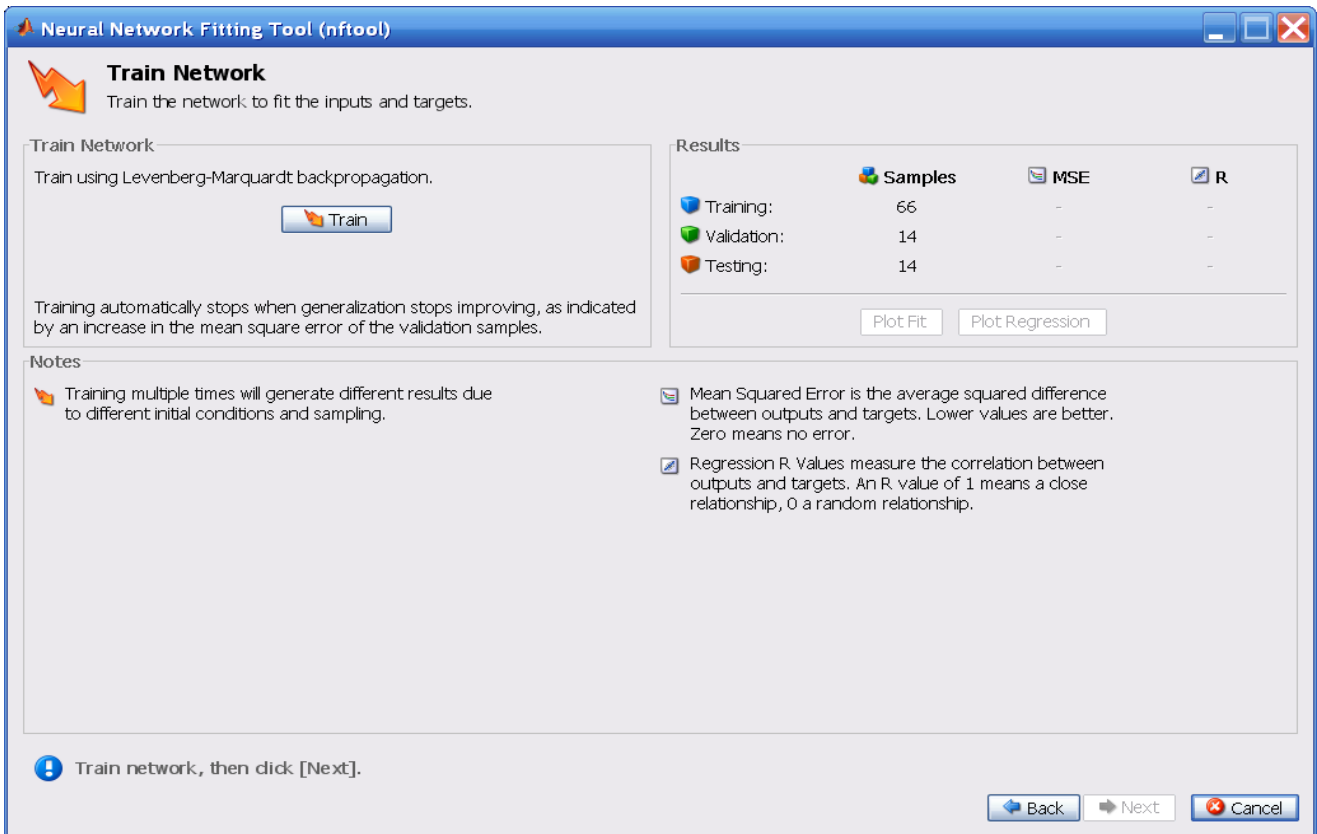 Neural Network Fitting Tool (nftool)
Train Network
Train the network to fit the inputs and targets.
Train Network
Train using Levenberg-Marquardt backpropagation.
Train
Training automatically stops when generalization stops improving, as indicated
by an increase in the mean square error of the validation samples.
Results
Samples MSE R
Training: 66 - -
Validation: 14 - -
Testing: 14 - -
Plot Fit Plot Regression
Notes
Training multiple times will generate different results due
to different initial conditions and sampling.
Mean Squared Error is the average squared difference
between outputs and targets. Lower values are better.
Zero means no error.
Regression R Values measure the correlation between
outputs and targets. An R value of 1 means a close
relationship, 0 a random relationship.
Train network, then click [Next].
Back Next Cancel